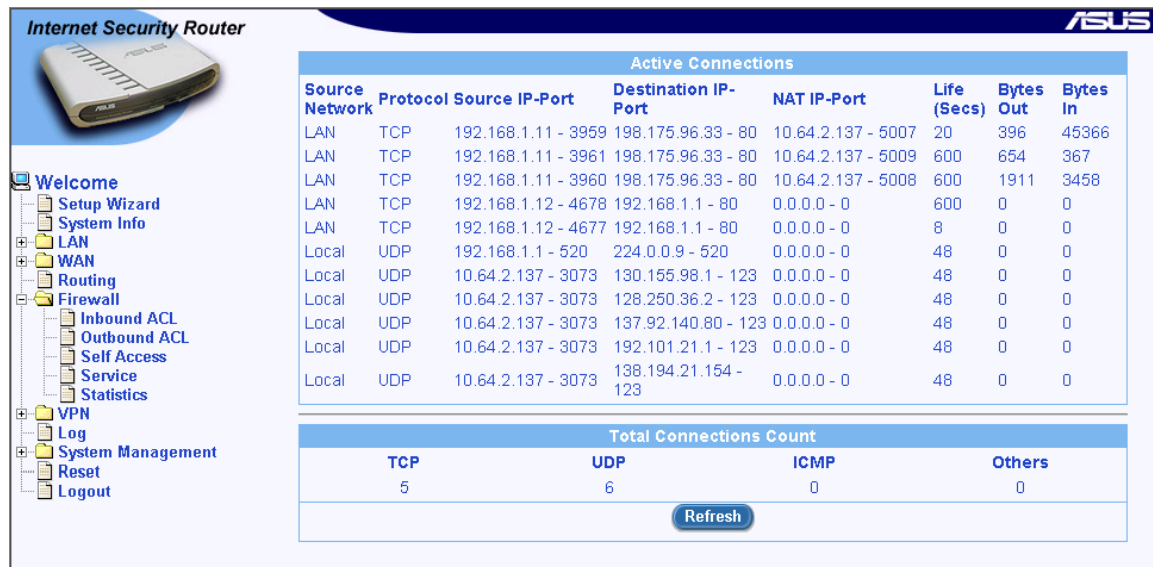 Internet Security Router
ASUS
Welcome
Setup Wizard
System Info
LAN
WAN
Routing
Firewall
Inbound ACL
Outbound ACL
Self Access
Service
Statistics
VPN
Log
System Management
Reset
Logout
Active Connections
Source Network Protocol Source IP-Port Destination IP-Port NAT IP-Port Life (Secs) Bytes Out Bytes In
LAN TCP 192.168.1.11 - 3959 198.175.96.33 - 80 10.64.2.137 - 5007 20 396 45366
LAN TCP 192.168.1.11 - 3961 198.175.96.33 - 80 10.64.2.137 - 5009 600 654 367
LAN TCP 192.168.1.11 - 3960 198.175.96.33 - 80 10.64.2.137 - 5008 600 1911 3458
LAN TCP 192.168.1.12 - 4678 192.168.1.1 - 80 0.0.0.0 - 0 600 0 0
LAN TCP 192.168.1.12 - 4677 192.168.1.1 - 80 0.0.0.0 - 0 8 0 0
Local UDP 192.168.1.1 - 520 224.0.0.9 - 520 0.0.0.0 - 0 48 0 0
Local UDP 10.64.2.137 - 3073 130.155.98.1 - 123 0.0.0.0 - 0 48 0 0
Local UDP 10.64.2.137 - 3073 128.250.36.2 - 123 0.0.0.0 - 0 48 0 0
Local UDP 10.64.2.137 - 3073 137.92.140.80 - 123 0.0.0.0 - 0 48 0 0
Local UDP 10.64.2.137 - 3073 192.101.21.1 - 123 0.0.0.0 - 0 48 0 0
Local UDP 10.64.2.137 - 3073 138.194.21.154 - 123 0.0.0.0 - 0 48 0 0
Total Connections Count
TCP UDP ICMP Others
5 6 0 0
Refresh